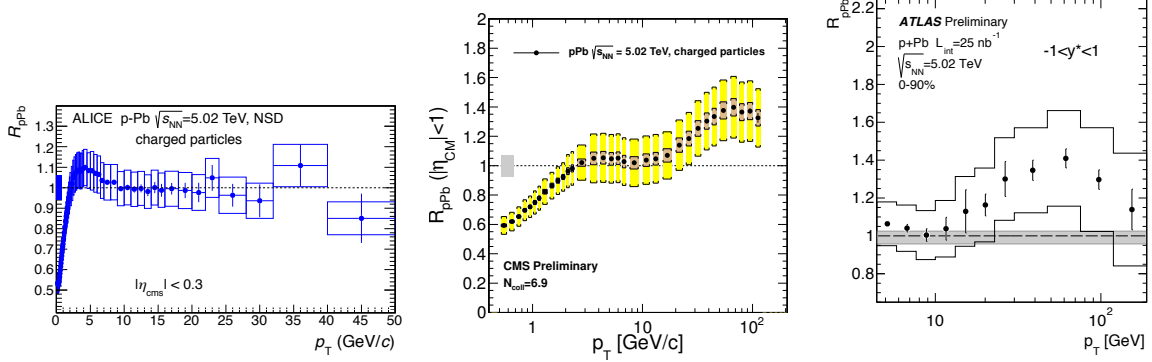 ALICE p-Pb √s_NN=5.02 TeV, NSD
charged particles
|η_cms| < 0.3
R_pPb
1.3
1.2
1.1
1.0
0.9
0.8
0.7
0.6
0.5
0 5 10 15 20 25 30 35 40 45 50
p_T (GeV/c)
pPb √s_NN = 5.02 TeV, charged particles
CMS Preliminary
N_coll=6.9
R_pPb (|η_CM|<1)
2
1.8
1.6
1.4
1.2
1
0.8
0.6
0.4
0.2
0
1 10 10²
p_T [GeV/c]
ATLAS Preliminary
p+Pb L_int=25 nb⁻¹
√s_NN=5.02 TeV
0-90%
-1<y*<1
R_pPb
2.2
2
1.8
1.6
1.4
1.2
1
0.8
10 10²
p_T [GeV]